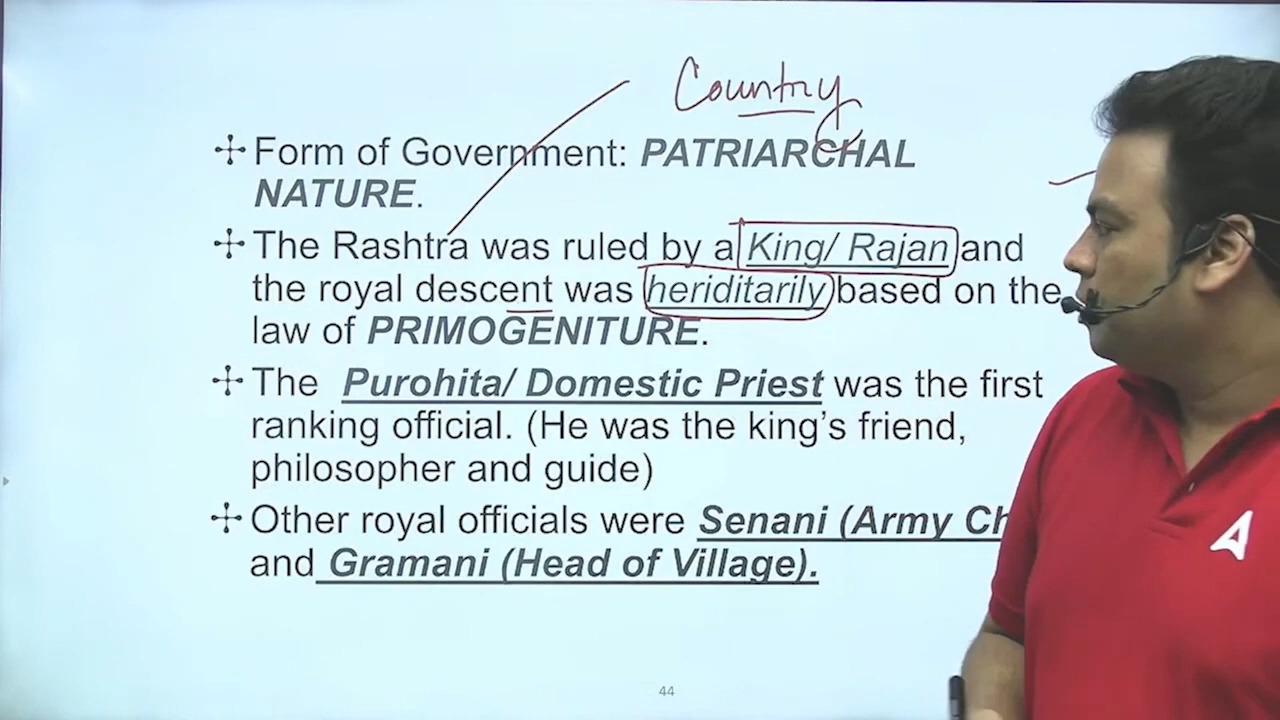 Country
✢ Form of Government: PATRIARCHAL
NATURE.
✢ The Rashtra was ruled by a King/ Rajan and
the royal descent was heriditarily based on the
law of PRIMOGENITURE.
✢ The Purohita/ Domestic Priest was the first
ranking official. (He was the king's friend,
philosopher and guide)
✢ Other royal officials were Senani (Army Ch
and Gramani (Head of Village).
44